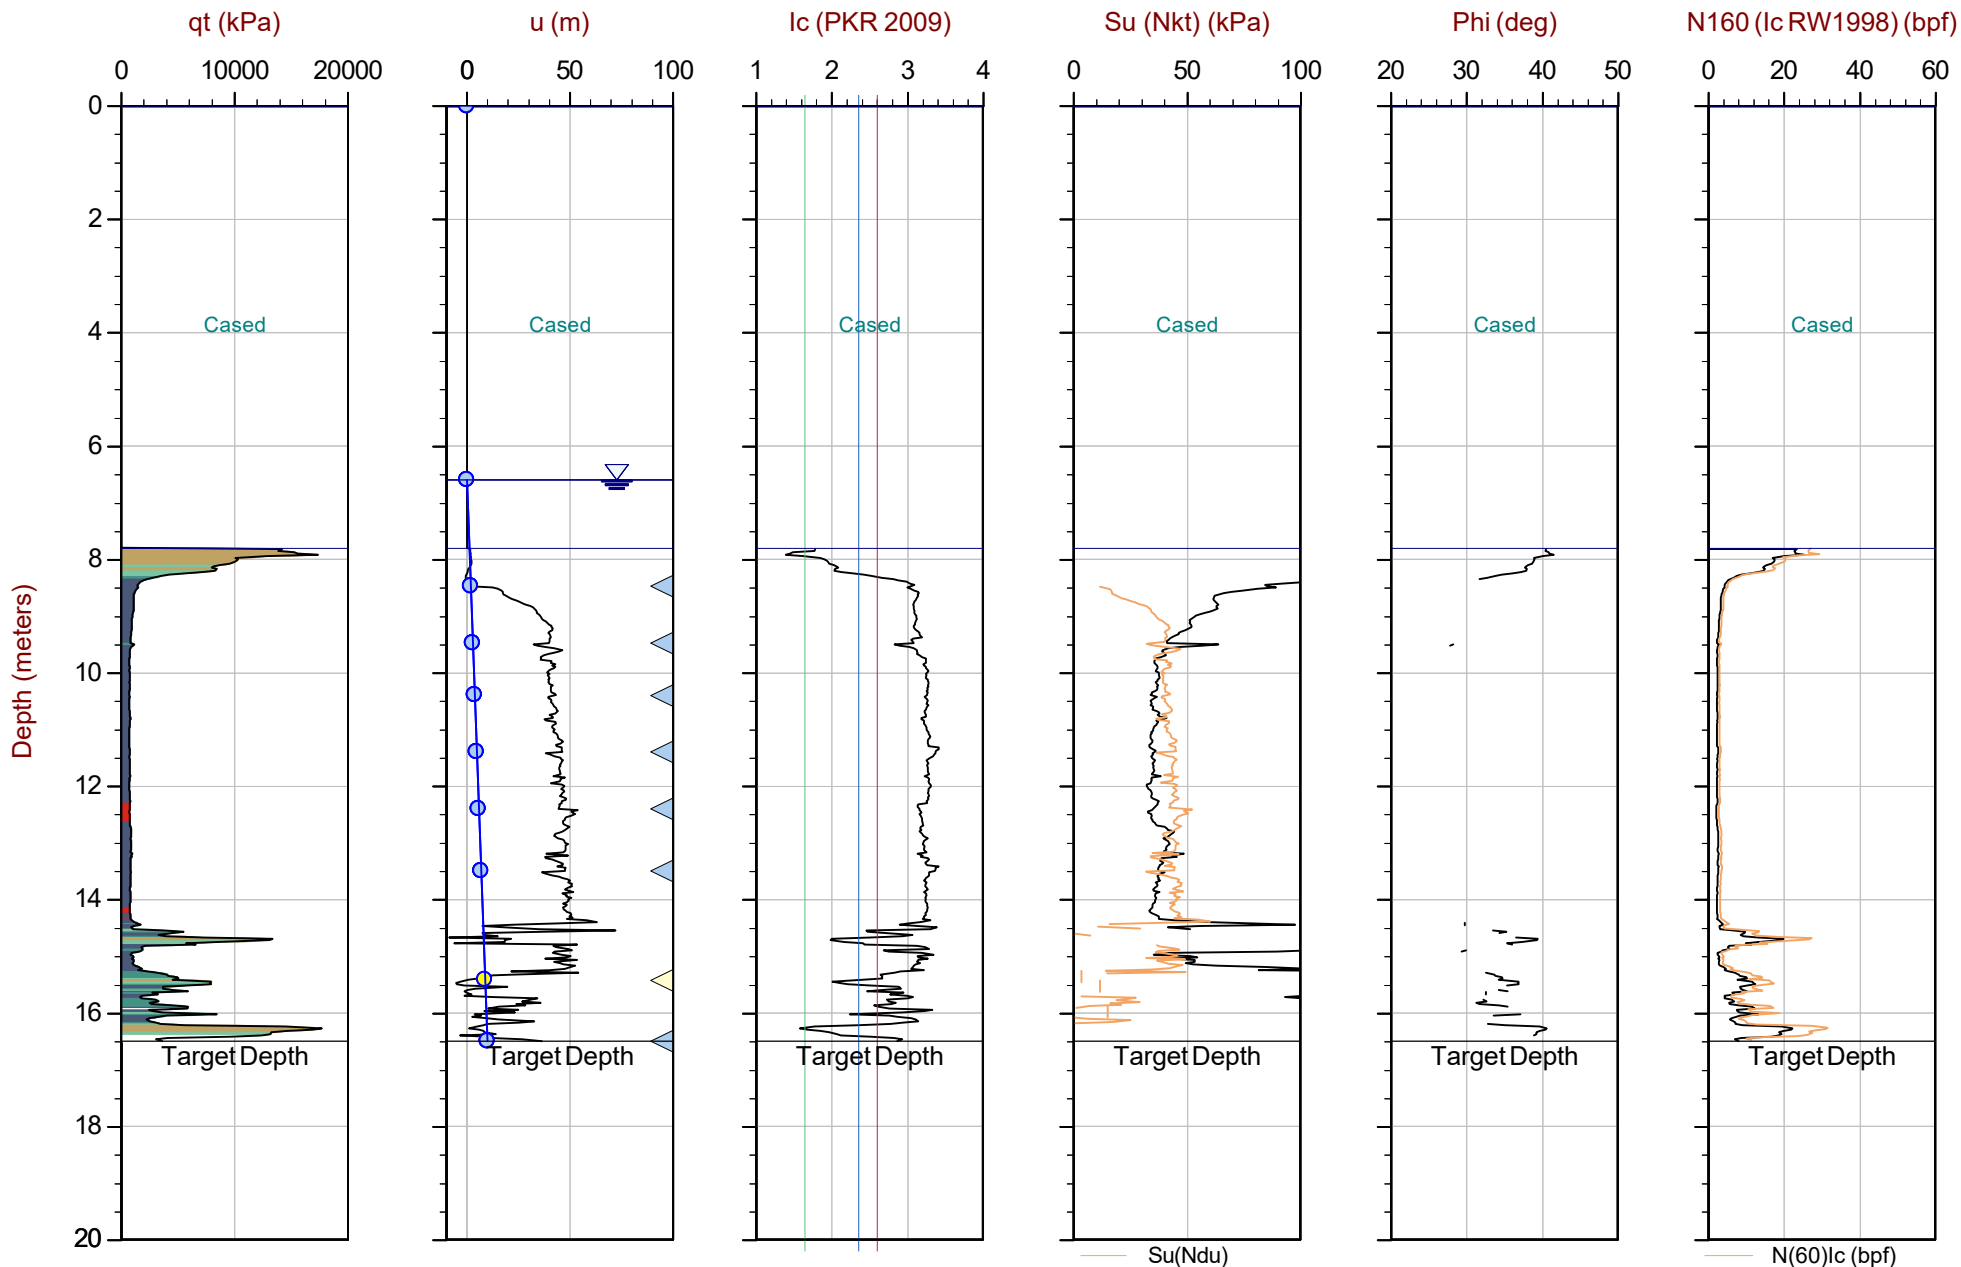 qt (kPa) u (m) Ic (PKR 2009) Su (Nkt) (kPa) Phi (deg) N160 (Ic RW1998) (bpf)
0 10000 20000 0 50 100 1 2 3 4 0 50 100 20 30 40 50 0 20 40 60
0
2
Cased Cased Cased Cased Cased Cased
4
6
8
Depth (meters)
10
12
14
16
Target Depth Target Depth Target Depth Target Depth Target Depth Target Depth
18
20
Su(Ndu) N(60)Ic (bpf)